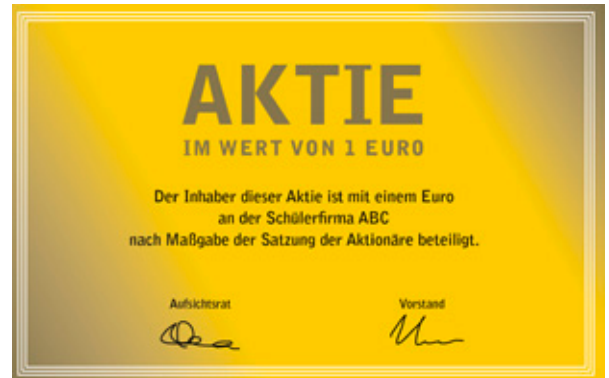 AKTIE
IM WERT VON 1 EURO
Der Inhaber dieser Aktie ist mit einem Euro
an der Schülerfirma ABC
nach Maßgabe der Satzung der Aktionäre beteiligt.
Aufsichtsrat
Vorstand